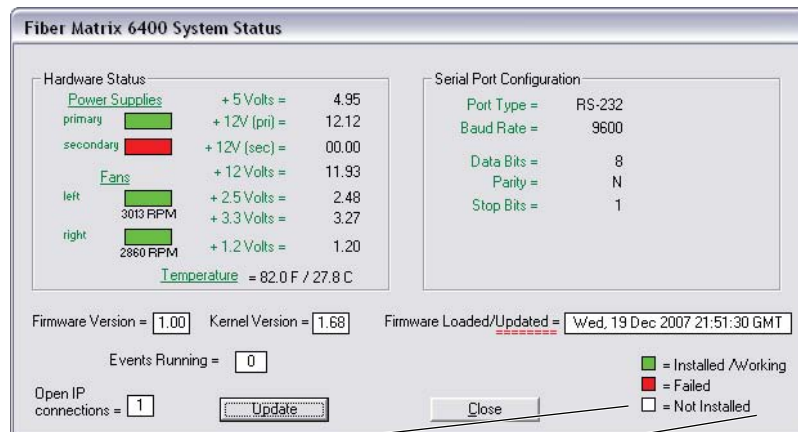 Fiber Matrix 6400 System Status
Hardware Status
Power Supplies
primary
secondary
Fans
left
3013 RPM
right
2860 RPM
+ 5 Volts = 4.95
+ 12V (pri) = 12.12
+ 12V (sec) = 00.00
+ 12 Volts = 11.93
+ 2.5 Volts = 2.48
+ 3.3 Volts = 3.27
+ 1.2 Volts = 1.20
Temperature = 82.0 F / 27.8 C
Serial Port Configuration
Port Type = RS-232
Baud Rate = 9600
Data Bits = 8
Parity = N
Stop Bits = 1
Firmware Version = 1.00 Kernel Version = 1.68 Firmware Loaded/Updated = Wed, 19 Dec 2007 21:51:30 GMT
Events Running = 0
Open IP
connections = 1
Update
Close
= Installed /Working
= Failed
= Not Installed